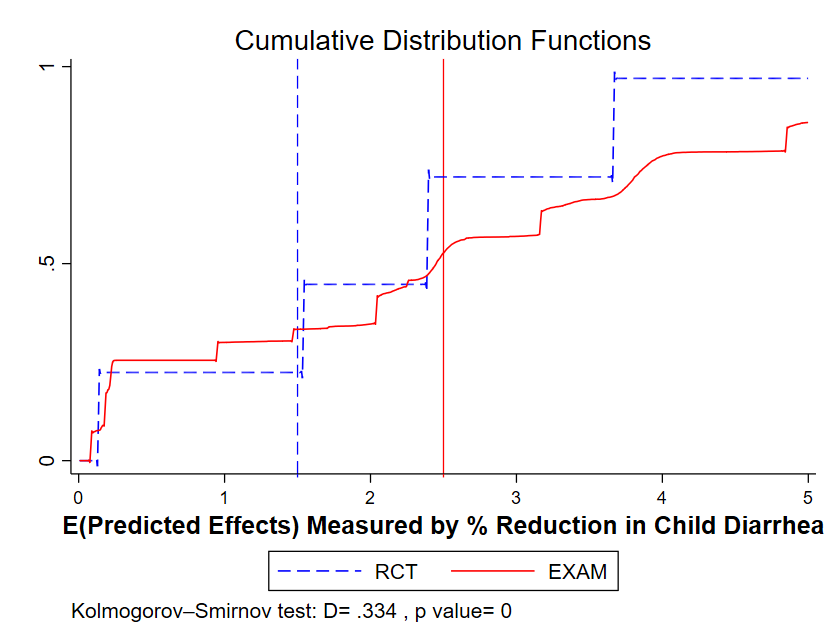 Cumulative Distribution Functions
1
.5
0
0 1 2 3 4 5
E(Predicted Effects) Measured by % Reduction in Child Diarrhea
RCT EXAM
Kolmogorov–Smirnov test: D= .334 , p value= 0